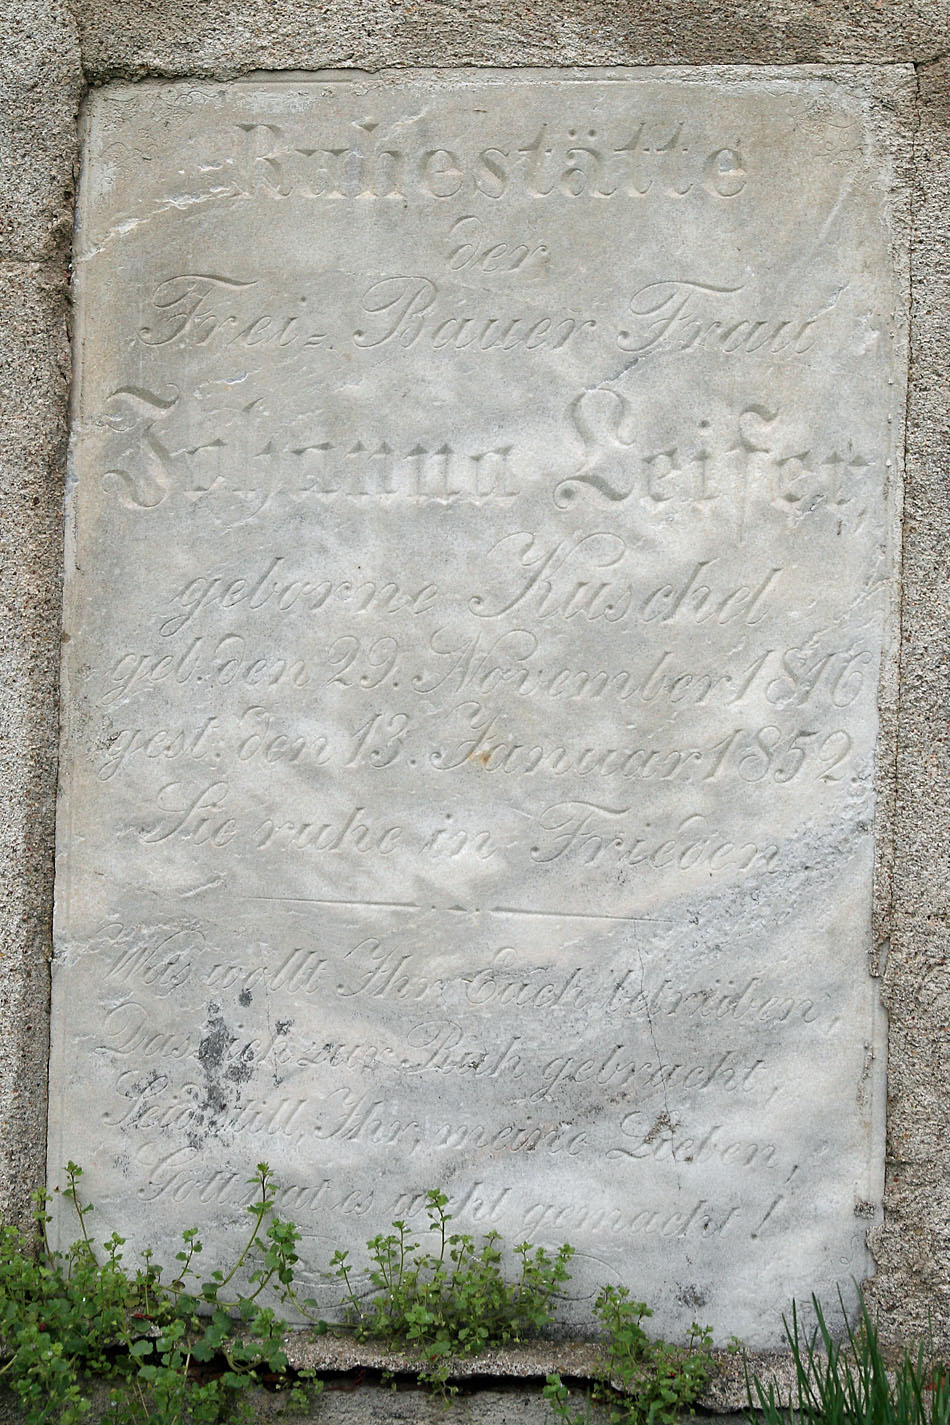 Ruhestätte
der
Frei-Bauer Frau
Johanna Leifer,
geborne Kuschel
geb. den 29. November 1816
gest. den 13. Januar 1852.
Sie ruhe in Frieden
Was wollt Ihr Euch betrüben,
Dass ich zur Ruh gebracht,
Seid still, Ihr, meine Lieben,
Gott hat es wohl gemacht!